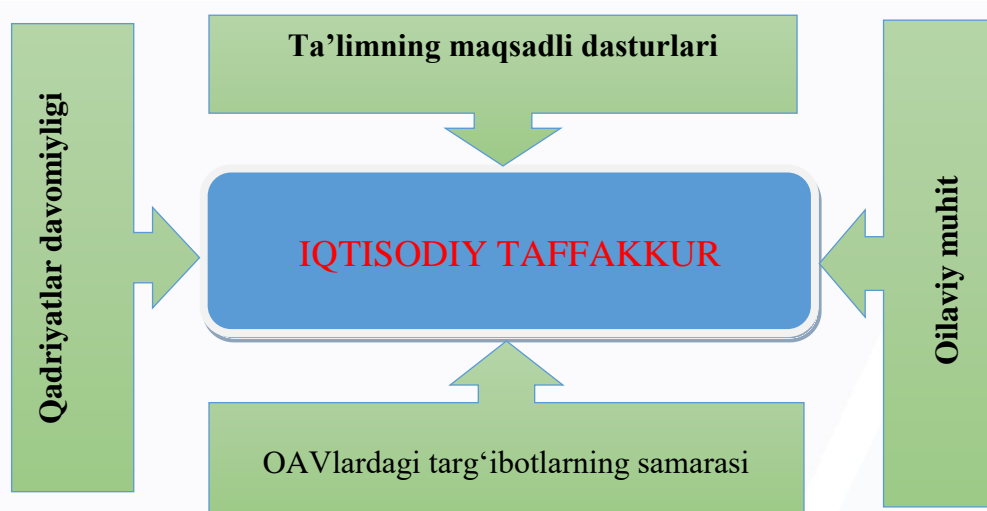 Ta’limning maqsadli dasturlari
Qadriyatlar davomiyligi
IQTISODIY TAFFAKKUR
Oilaviy muhit
OAVlardagi targ‘ibotlarning samarasi